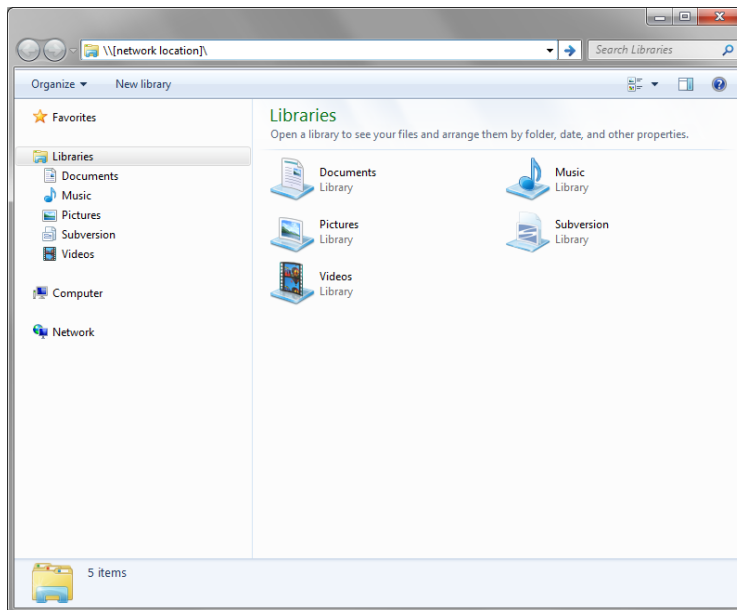 \\[network location]\
Search Libraries
Organize
New library
Favorites
Libraries
Documents
Music
Pictures
Subversion
Videos
Computer
Network
Libraries
Open a library to see your files and arrange them by folder, date, and other properties.
Documents
Library
Music
Library
Pictures
Library
Subversion
Library
Videos
Library
5 items